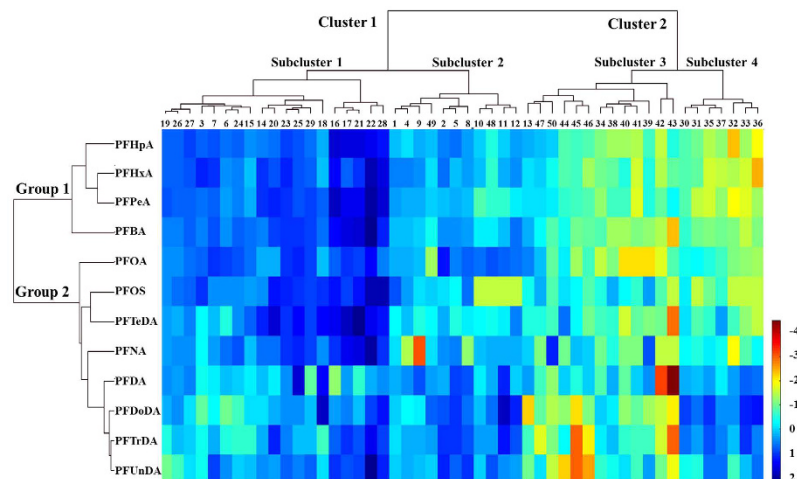 Cluster 1
Cluster 2
Subcluster 1
Subcluster 2
Subcluster 3
Subcluster 4
19 26 27 3 7 6 24 15 14 20 23 25 29 18 16 17 21 22 28 1 4 9 49 2 5 8 10 48 11 12 13 47 50 44 45 46 34 38 40 41 39 42 43 30 31 35 37 32 33 36
Group 1
Group 2
PFHpA
PFHxA
PFPeA
PFBA
PFOA
PFOS
PFTeDA
PFNA
PFDA
PFDoDA
PFTrDA
PFUnDA
-4
-3
-2
-1
0
1
2